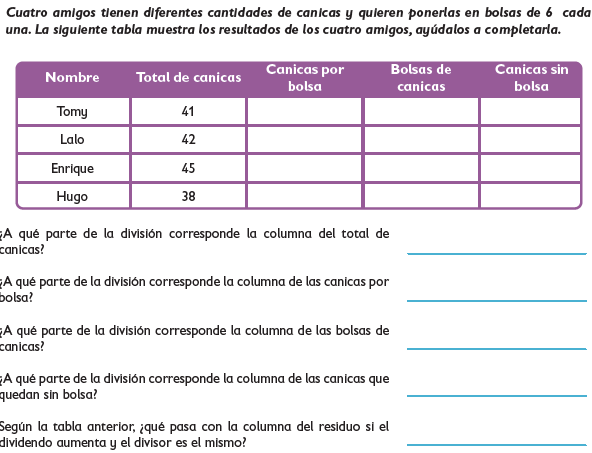 Cuatro amigos tienen diferentes cantidades de canicas y quieren ponerlas en bolsas de 6 cada
una. La siguiente tabla muestra los resultados de los cuatro amigos, ayúdalos a completarla.
Nombre Total de canicas Canicas por bolsa Bolsas de canicas Canicas sin bolsa
Tomy 41
Lalo 42
Enrique 45
Hugo 38
¿A qué parte de la división corresponde la columna del total de
canicas?
¿A qué parte de la división corresponde la columna de las canicas por
bolsa?
¿A qué parte de la división corresponde la columna de las bolsas de
canicas?
¿A qué parte de la división corresponde la columna de las canicas que
quedan sin bolsa?
Según la tabla anterior, ¿qué pasa con la columna del residuo si el
dividendo aumenta y el divisor es el mismo?